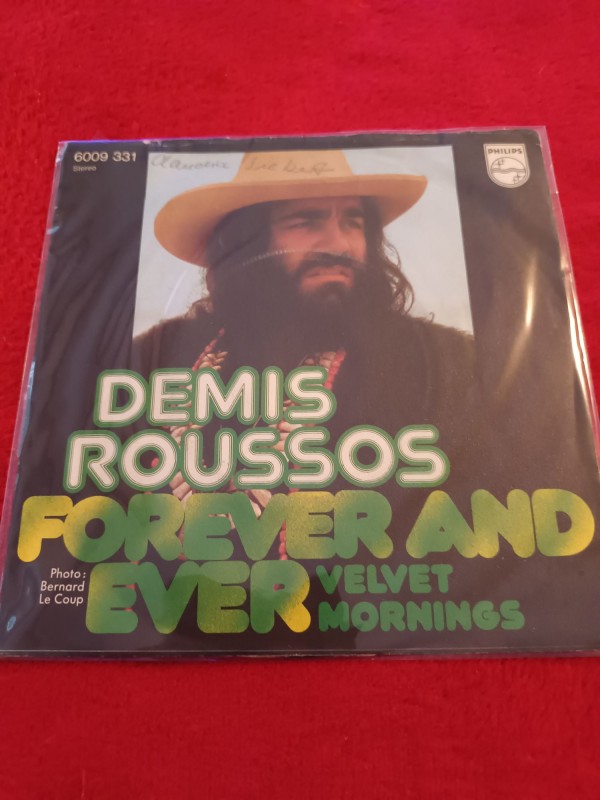 6009 331
Stereo
PHILIPS
DEMIS
ROUSSOS
FOREVER AND
EVER
VELVET
MORNINGS
Photo:
Bernard
Le Coup